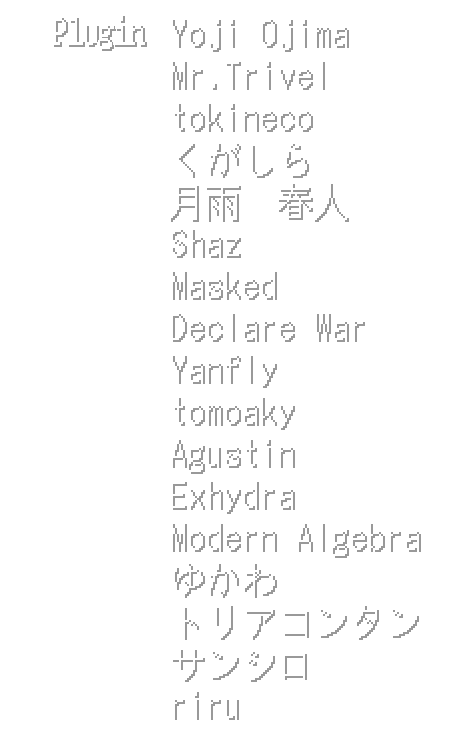 Plugin Yoji Ojima
Mr.Trivel
tokineco
くがしら
月雨　春人
Shaz
Masked
Declare War
Yanfly
tomoaky
Agustin
Exhydra
Modern Algebra
ゆかわ
トリアコンタン
サンシロ
riru